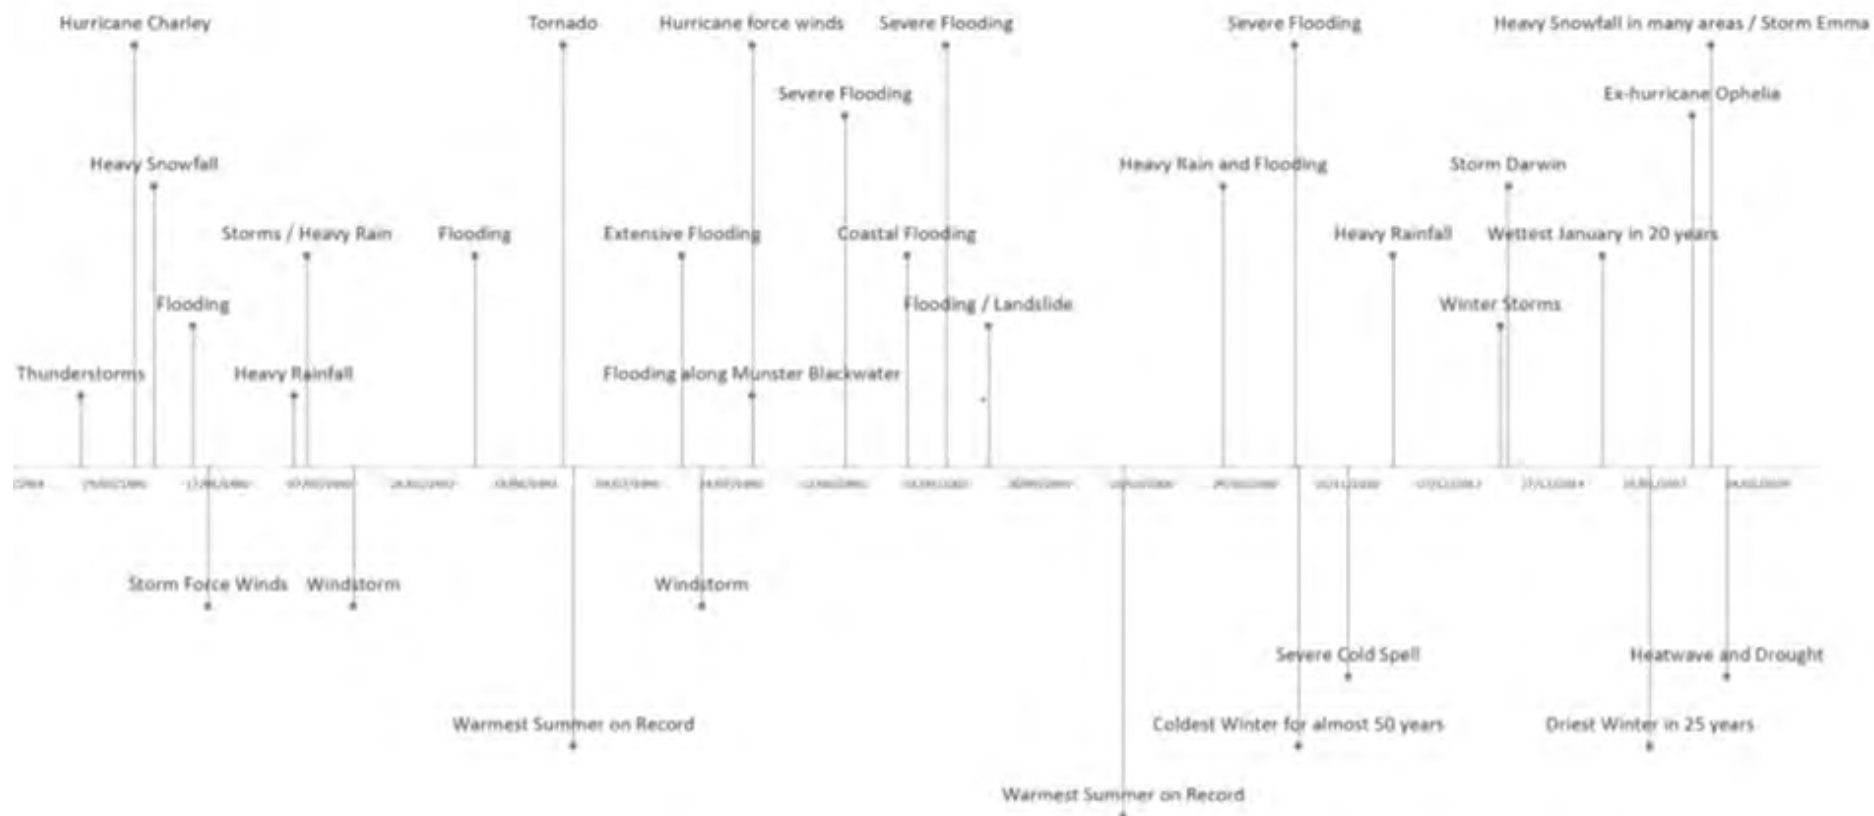 Hurricane Charley
Tornado
Hurricane force winds
Severe Flooding
Severe Flooding
Heavy Snowfall in many areas / Storm Emma
Severe Flooding
Ex-hurricane Ophelia
Heavy Snowfall
Heavy Rain and Flooding
Storm Darwin
Storms / Heavy Rain
Flooding
Extensive Flooding
Coastal Flooding
Heavy Rainfall
Wettest January in 20 years
Flooding
Flooding / Landslide
Winter Storms
Thunderstorms
Heavy Rainfall
Flooding along Munster Blackwater
Storm Force Winds
Windstorm
Windstorm
Severe Cold Spell
Heatwave and Drought
Warmest Summer on Record
Coldest Winter for almost 50 years
Driest Winter in 25 years
Warmest Summer on Record